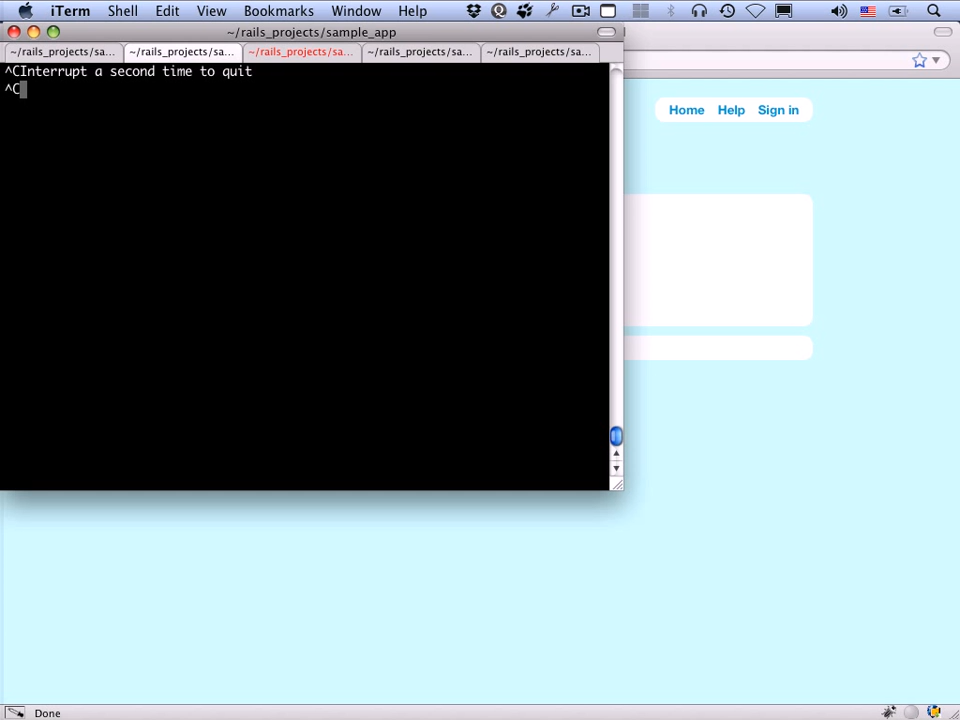 iTerm Shell Edit View Bookmarks Window Help
~/rails_projects/sample_app
~/rails_projects/sa... ~/rails_projects/sa... ~/rails_projects/sa... ~/rails_projects/sa... ~/rails_projects/sa...
^CInterrupt a second time to quit
^C
Home Help Sign in
Done